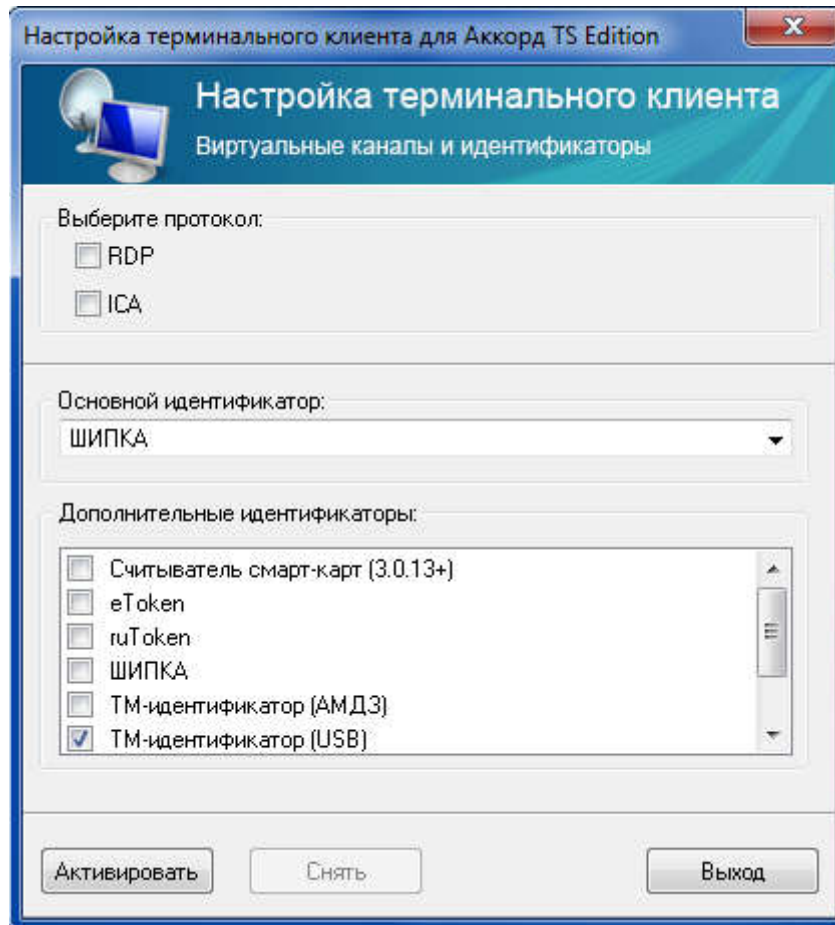 Настройка терминального клиента для Аккорд TS Edition
Настройка терминального клиента
Виртуальные каналы и идентификаторы
Выберите протокол:
RDP
ICA
Основной идентификатор:
ШИПКА
Дополнительные идентификаторы:
Считыватель смарт-карт (3.0.13+)
eToken
ruToken
ШИПКА
ТМ-идентификатор (АМДЗ)
ТМ-идентификатор (USB)
Активировать Снять Выход